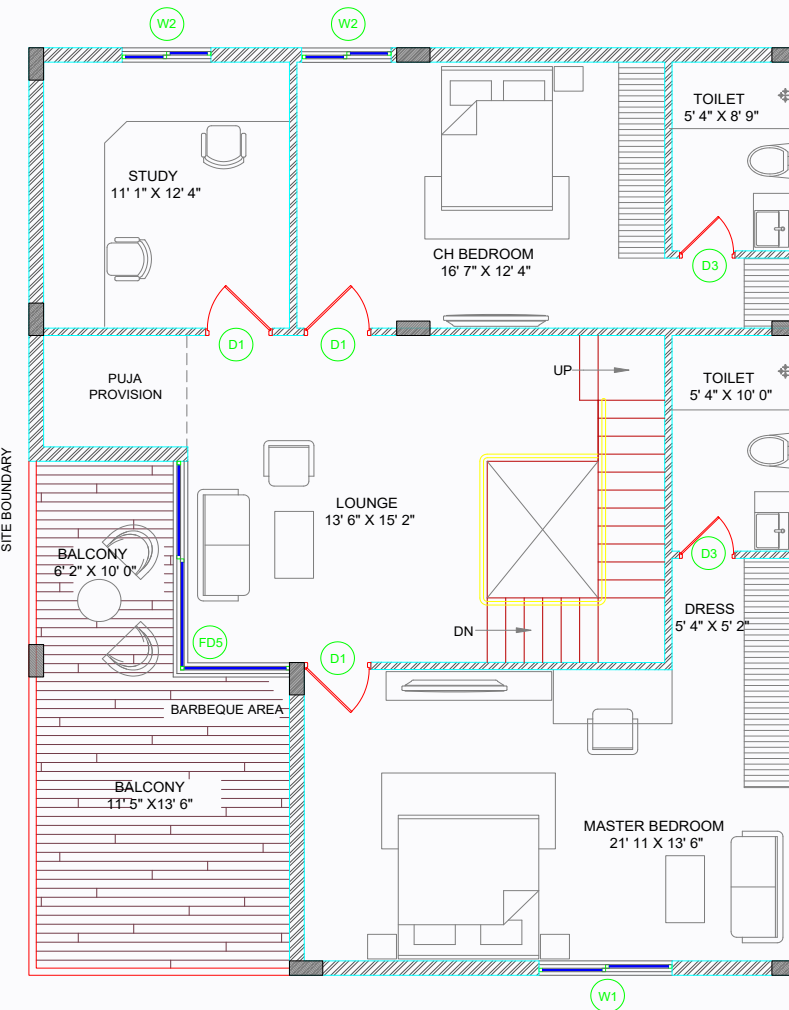 W2
W2
TOILET
5' 4" X 8' 9"
STUDY
11' 1" X 12' 4"
CH BEDROOM
16' 7" X 12' 4"
D3
D1
D1
UP
PUJA
PROVISION
TOILET
5' 4" X 10' 0"
SITE BOUNDARY
LOUNGE
13' 6" X 15' 2"
BALCONY
6' 2" X 10' 0"
D3
DRESS
5' 4" X 5' 2"
DN
FD5
D1
BARBEQUE AREA
BALCONY
11' 5" X13' 6"
MASTER BEDROOM
21' 11 X 13' 6"
W1